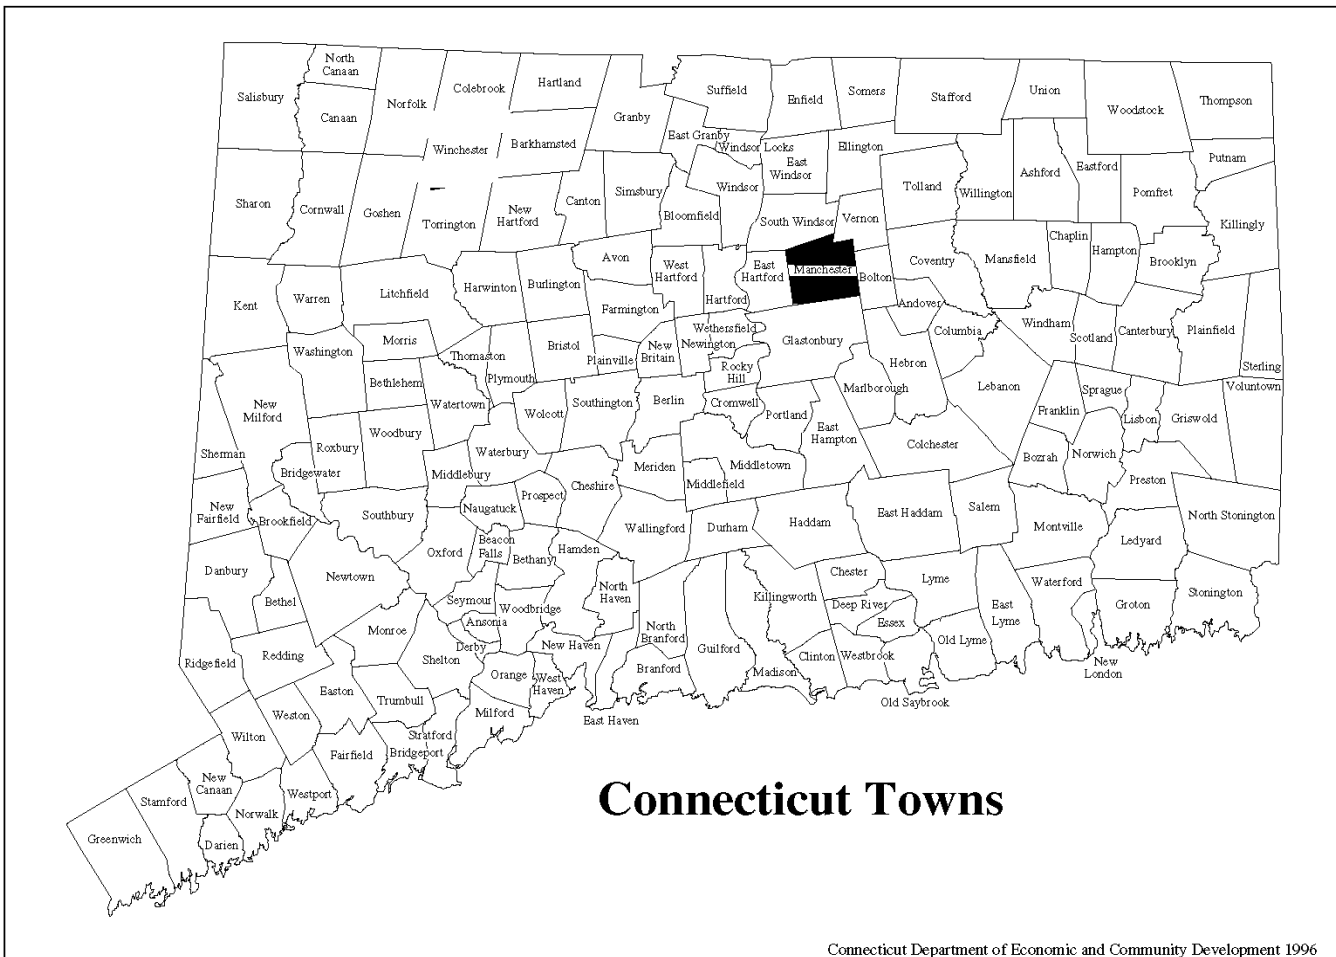 North
Canaan
Colebrook
Hartland
Salisbury
Norfolk
Canaan
Suffield
Enfield
Somers
Stafford
Union
Woodstock
Thompson
Granby
East Granby
Windsor Locks
Winchester
Barkhamsted
East
Windsor
Ellington
Putnam
Tolland
Willington
Ashford
Eastford
Pomfret
Sharon
Cornwall
Goshen
Torrington
New
Hartford
Canton
Simsbury
Bloomfield
Windsor
South Windsor
Vernon
Killingly
Chaplin
Hampton
Brooklyn
Avon
West
Hartford
East
Hartford
Manchester
Bolton
Coventry
Mansfield
Kent
Warren
Litchfield
Harwinton
Burlington
Farmington
Hartford
Andover
Columbia
Windham
Scotland
Canterbury
Plainfield
Sterling
Washington
Morris
Thomaston
Plymouth
Bristol
Plainville
New
Britain
Newington
Wethersfield
Rocky
Hill
Glastonbury
Hebron
Marlborough
Lebanon
Sprague
Voluntown
New
Milford
Bethlehem
Watertown
Wolcott
Southington
Berlin
Cromwell
Portland
East
Hampton
Colchester
Franklin
Lisbon
Griswold
Sherman
Roxbury
Woodbury
Waterbury
Bridgewater
Middlebury
Cheshire
Meriden
Middletown
Middlefield
Bozrah
Norwich
Preston
New
Fairfield
Brookfield
Southbury
Naugatuck
Prospect
Wallingford
Durham
Haddam
East Haddam
Salem
Montville
North Stonington
Ledyard
Danbury
Newtown
Oxford
Beacon
Falls
Bethany
Hamden
North
Haven
Killingworth
Chester
Lyme
Waterford
Groton
Stonington
Bethel
Seymour
Woodbridge
Deep River
Essex
East
Lyme
Old Lyme
New
London
Ridgefield
Redding
Monroe
Ansonia
Derby
Shelton
New Haven
North
Branford
Branford
Guilford
Madison
Clinton
Westbrook
Old Saybrook
Orange
West
Haven
East Haven
Easton
Trumbull
Milford
Weston
Wilton
Fairfield
Stratford
Bridgeport
New
Canaan
Westport
Norwalk
Stamford
Darien
Greenwich
Connecticut Towns
Connecticut Department of Economic and Community Development 1996